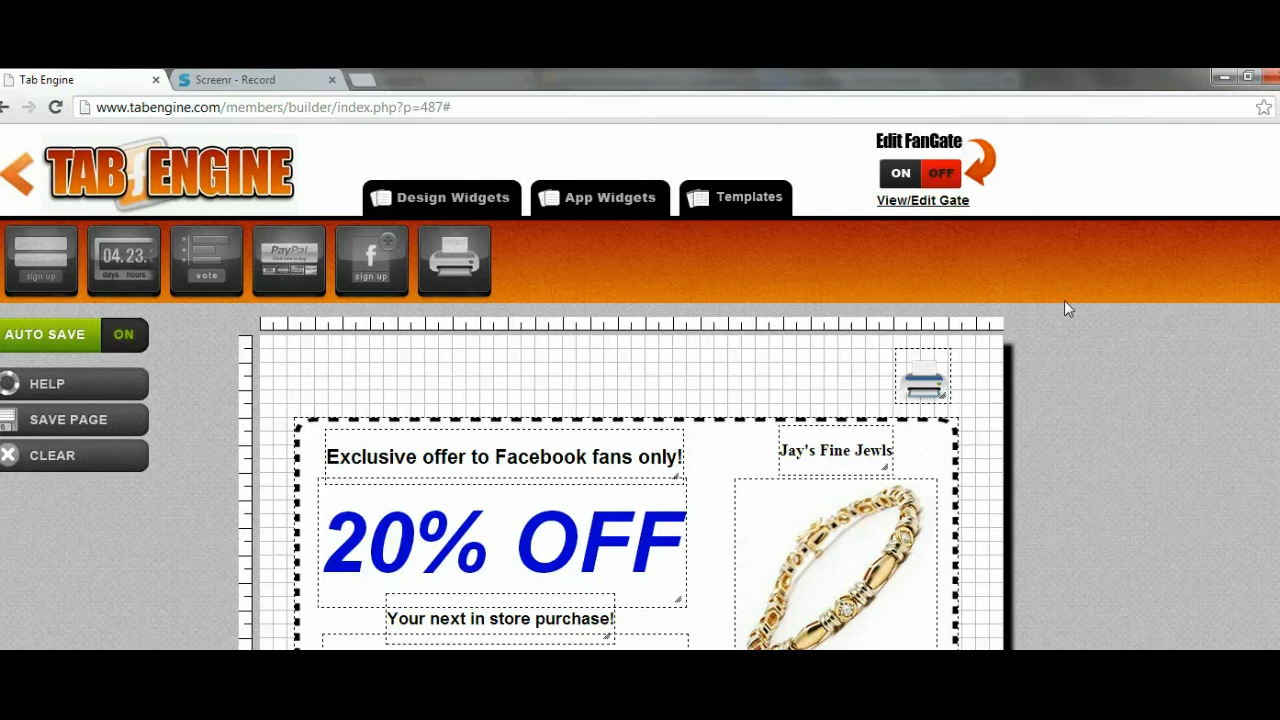 Tab Engine
Screenr - Record
www.tabengine.com/members/builder/index.php?p=487#
TAB ENGINE
Design Widgets
App Widgets
Templates
Edit FanGate
ON OFF
View/Edit Gate
sign up
04.23.
days hours
vote
PayPal
f
sign up
PRINT
AUTO SAVE ON
HELP
SAVE PAGE
CLEAR
Exclusive offer to Facebook fans only!
Jay's Fine Jewls
20% OFF
Your next in store purchase!